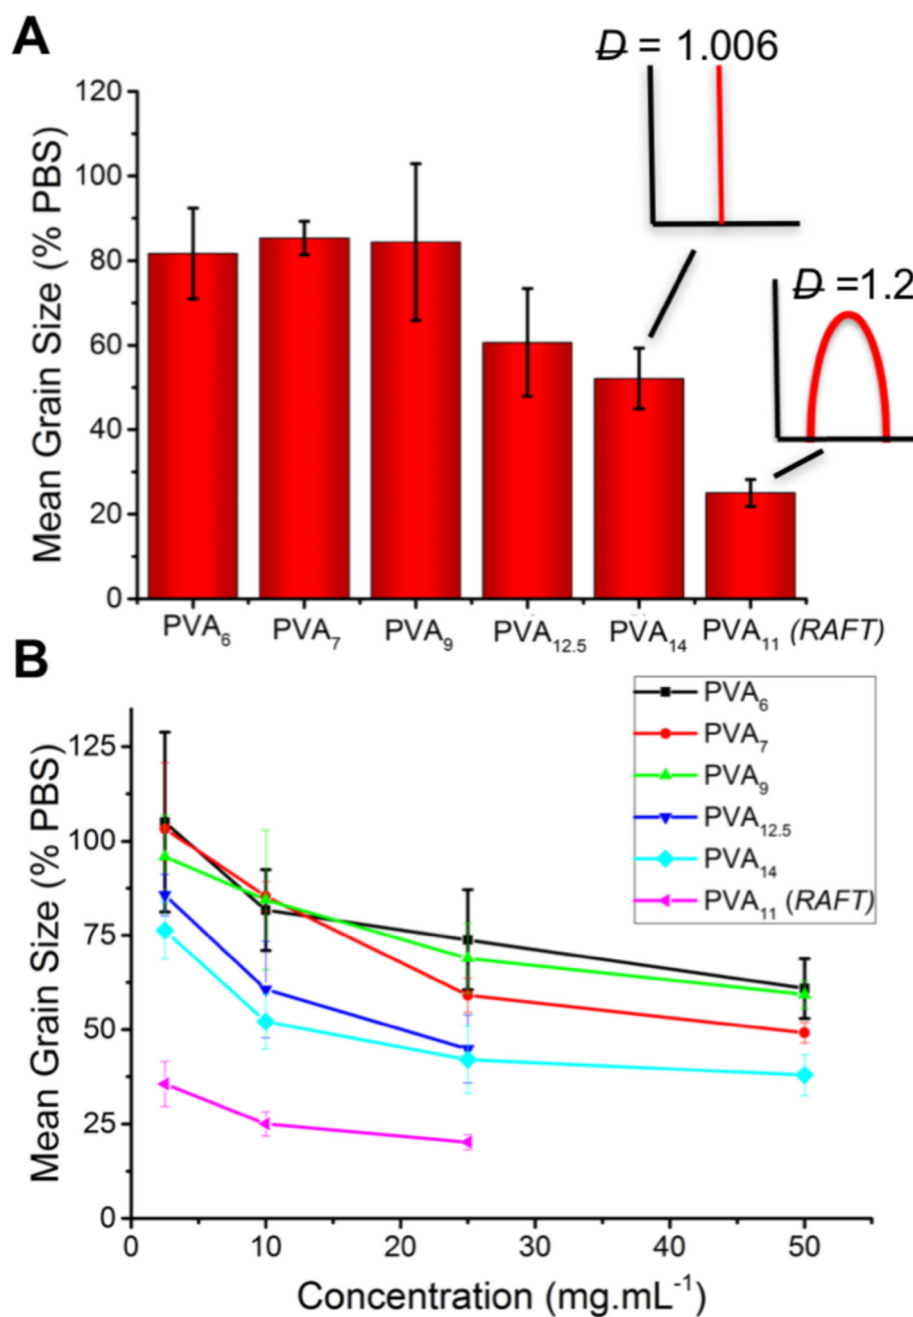 A
Đ = 1.006
Đ =1.2
Mean Grain Size (% PBS)
120
100
80
60
40
20
0
PVA₆ PVA₇ PVA₉ PVA₁₂.₅ PVA₁₄ PVA₁₁ (RAFT)
B
PVA₆
PVA₇
PVA₉
PVA₁₂.₅
PVA₁₄
PVA₁₁ (RAFT)
Mean Grain Size (% PBS)
125
100
75
50
25
0
0 10 20 30 40 50
Concentration (mg.mL⁻¹)